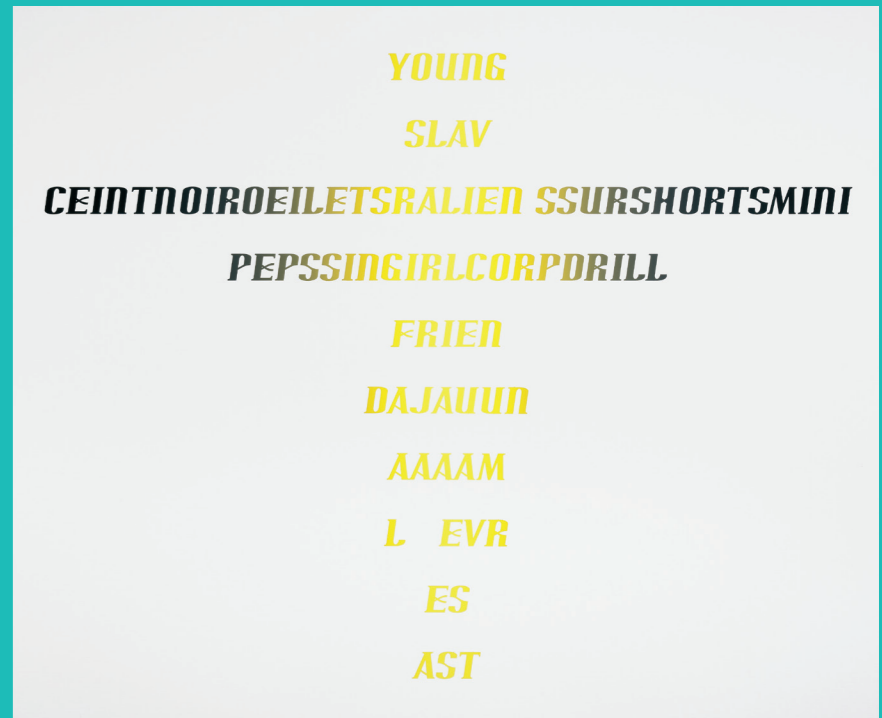 YOUNG
SLAV
CEINTNOIROEILETSRALIEN SSURSHORTSMINI
PEPSSINGIRLCORPDRILL
FRIEN
DAJAUUN
AAAAM
L EVR
ES
AST